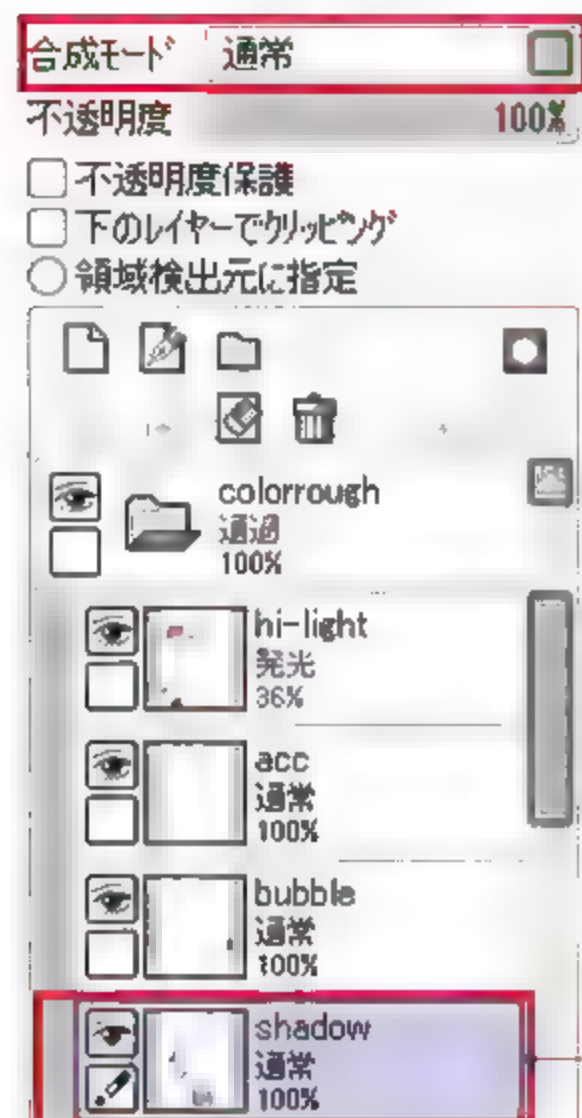 合成モード 通常
不透明度 100%
不透明度保護
下のレイヤーでクリッピング
領域検出元に指定
colorrough
通過
100%
hi-light
発光
36%
acc
通常
100%
bubble
通常
100%
shadow
通常
100%